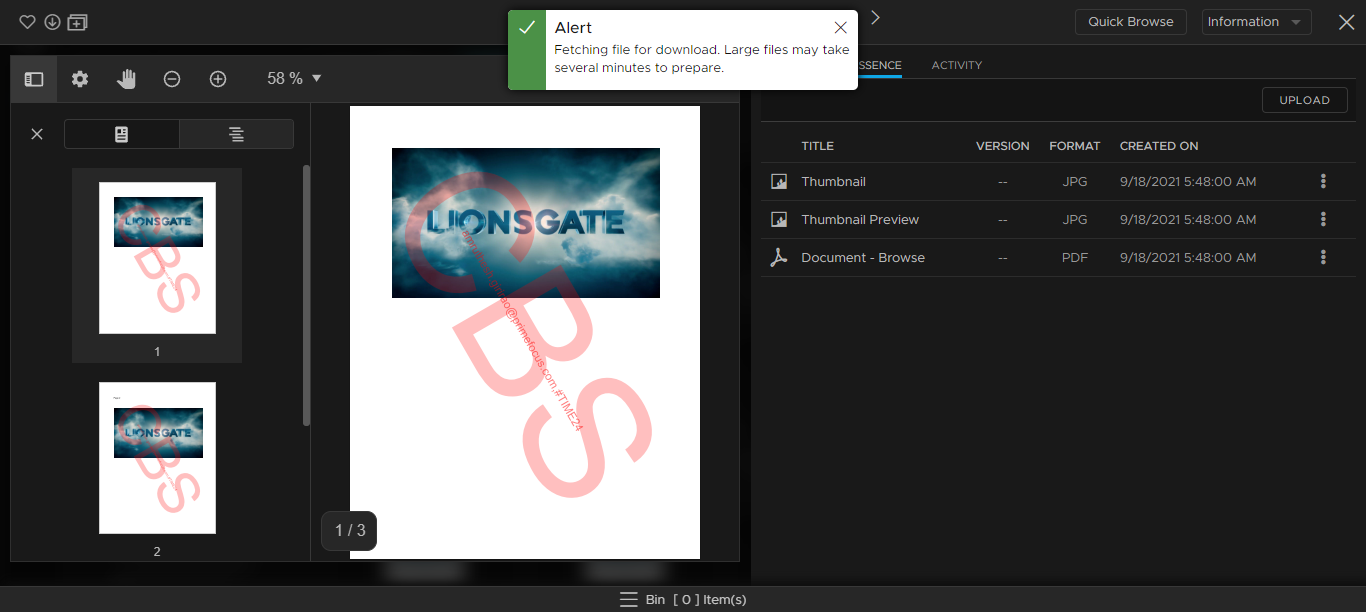 Alert
Fetching file for download. Large files may take
several minutes to prepare.
Quick Browse
Information
58 %
SSENCE
ACTIVITY
UPLOAD
TITLE VERSION FORMAT CREATED ON
Thumbnail -- JPG 9/18/2021 5:48:00 AM
Thumbnail Preview -- JPG 9/18/2021 5:48:00 AM
Document - Browse -- PDF 9/18/2021 5:48:00 AM
LIONSGATE
CBS
1
LIONSGATE
CBS
2
LIONSGATE
CBS
@primefocus.com,#TIME24
1 / 3
Bin [ 0 ] Item(s)